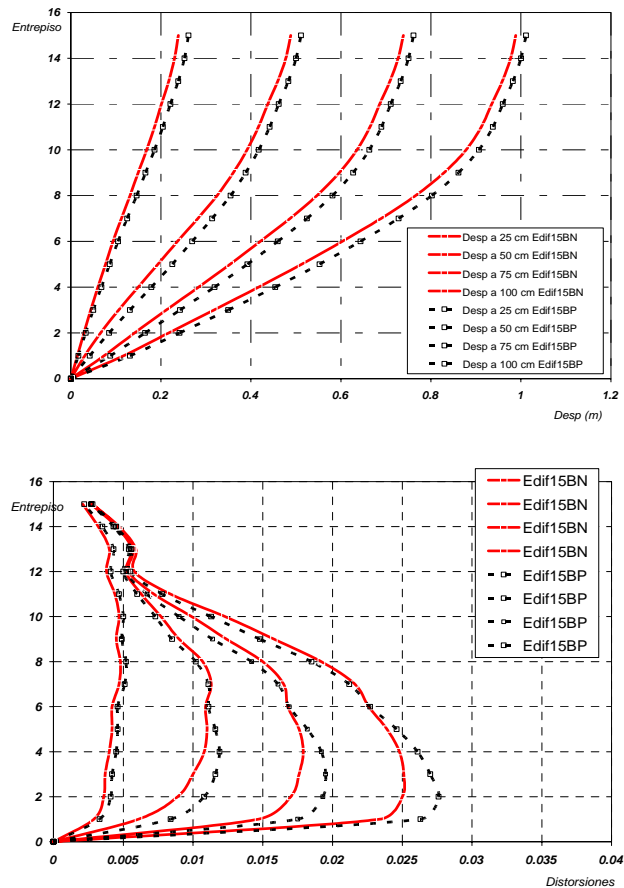 16
Entrepiso
14
12
10
8
6
4
2
0
Desp a 25 cm Edif15BN
Desp a 50 cm Edif15BN
Desp a 75 cm Edif15BN
Desp a 100 cm Edif15BN
Desp a 25 cm Edif15BP
Desp a 50 cm Edif15BP
Desp a 75 cm Edif15BP
Desp a 100 cm Edif15BP
0 0.2 0.4 0.6 0.8 1 1.2
Desp (m)
16
Entrepiso
14
12
10
8
6
4
2
0
Edif15BN
Edif15BN
Edif15BN
Edif15BN
Edif15BP
Edif15BP
Edif15BP
Edif15BP
0 0.005 0.01 0.015 0.02 0.025 0.03 0.035 0.04
Distorsiones